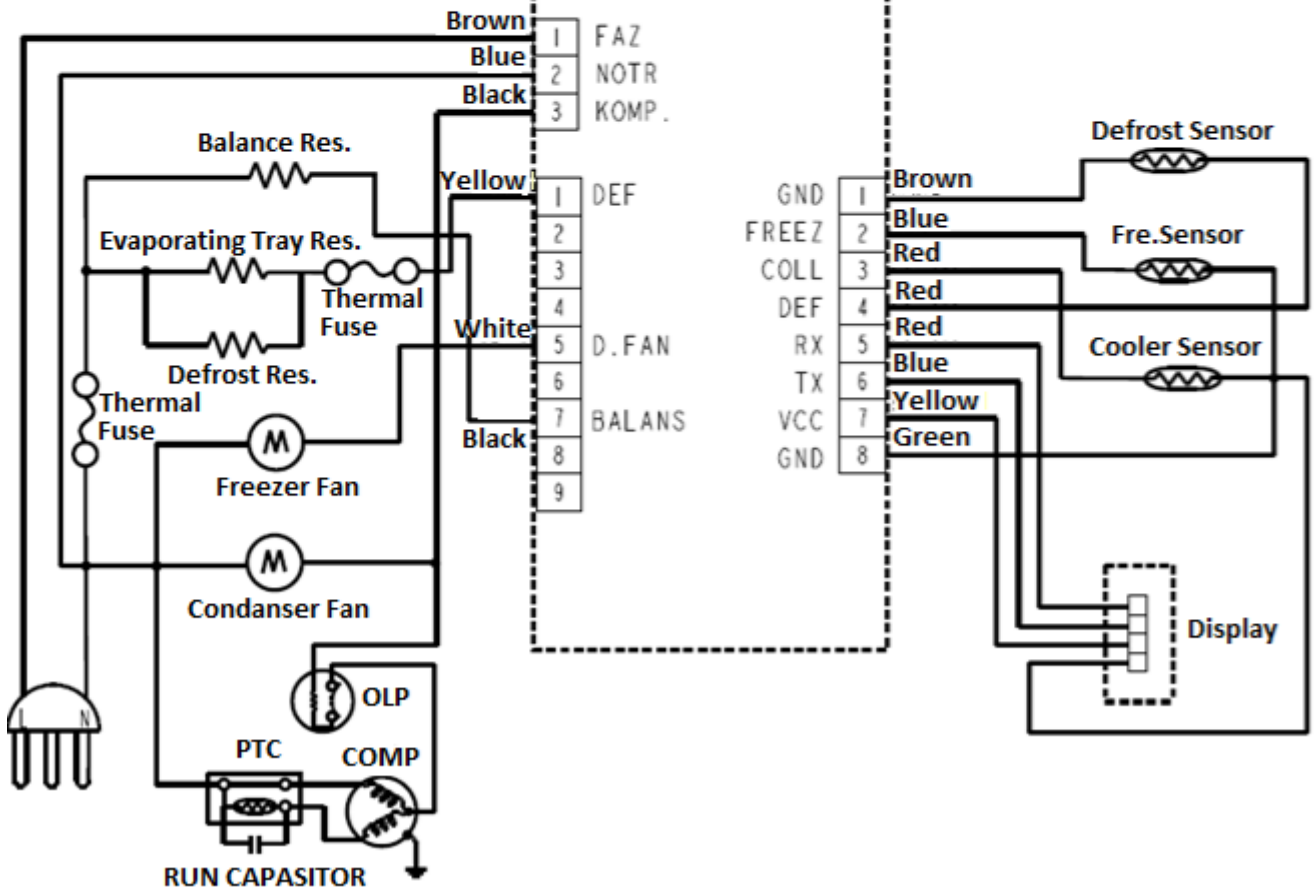 Brown
1 FAZ
Blue
2 NOTR
Black
3 KOMP.
Balance Res.
Yellow
1 DEF
2
Evaporating Tray Res.
3
Thermal
Fuse
4
White
5 D.FAN
Defrost Res.
6
Thermal
Fuse
7 BALANS
Black
8
Freezer Fan
9
Condanser Fan
GND 1 Brown
FREEZ 2 Blue
COLL 3 Red
DEF 4 Red
RX 5 Red
TX 6 Blue
VCC 7 Yellow
GND 8 Green
Defrost Sensor
Fre.Sensor
Cooler Sensor
Display
M
M
OLP
L N
PTC
COMP
RUN CAPASITOR